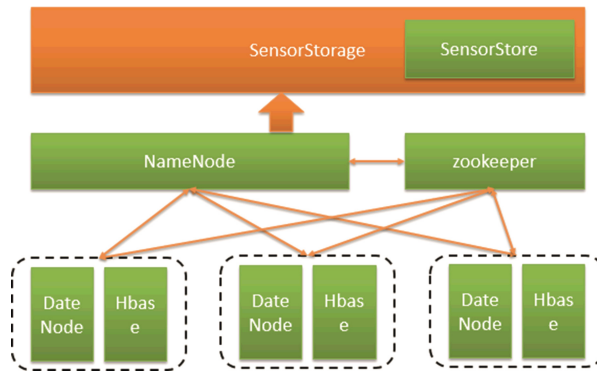 SensorStorage
SensorStore
NameNode
zookeeper
Date
Node
Hbas
e
Date
Node
Hbas
e
Date
Node
Hbas
e